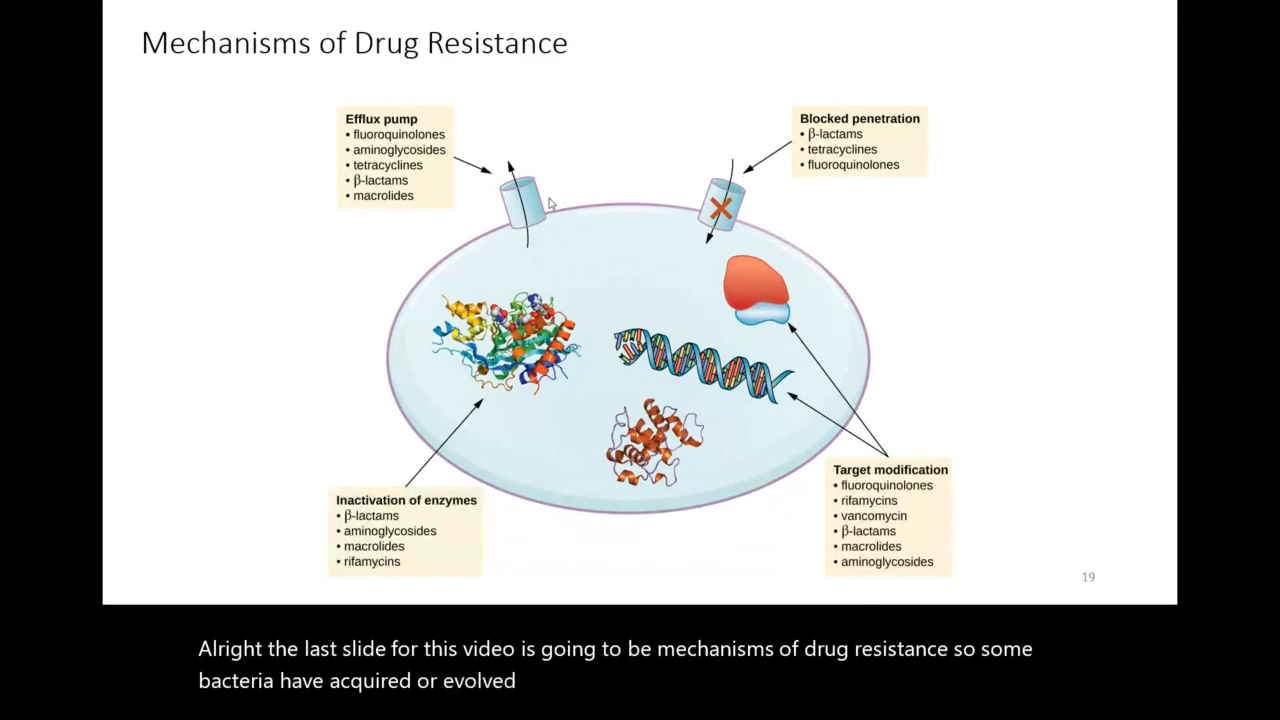 Mechanisms of Drug Resistance
Efflux pump
• fluoroquinolones
• aminoglycosides
• tetracyclines
• β-lactams
• macrolides
Blocked penetration
• β-lactams
• tetracyclines
• fluoroquinolones
Inactivation of enzymes
• β-lactams
• aminoglycosides
• macrolides
• rifamycins
Target modification
• fluoroquinolones
• rifamycins
• vancomycin
• β-lactams
• macrolides
• aminoglycosides
19
Alright the last slide for this video is going to be mechanisms of drug resistance so some
bacteria have acquired or evolved